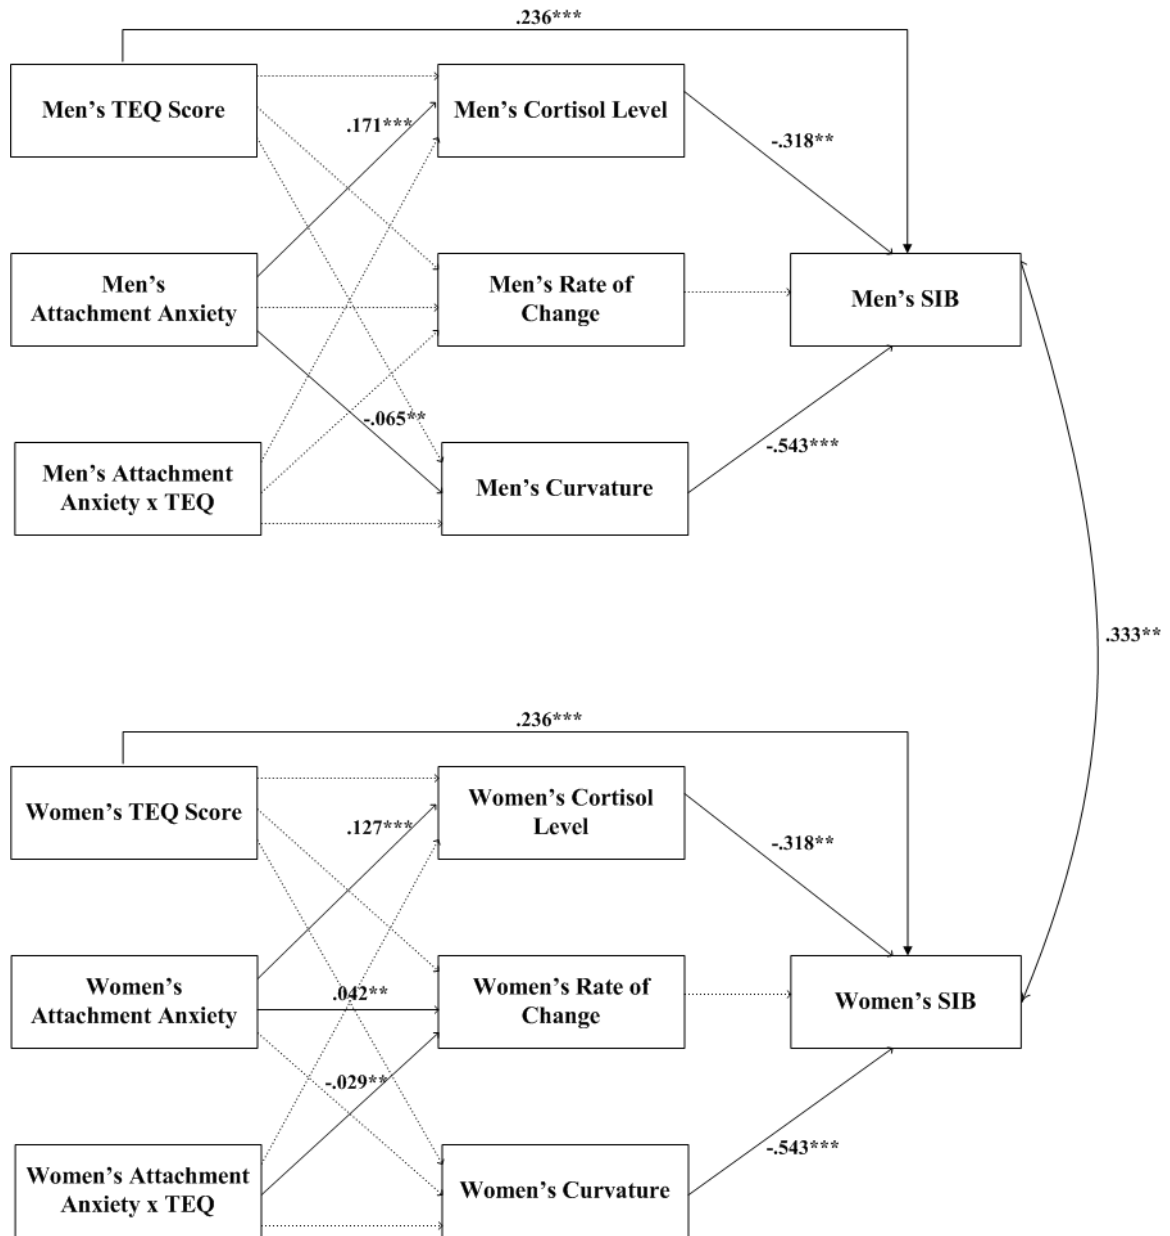 .236***
Men's TEQ Score
Men's Cortisol Level
.171***
-.318**
Men's
Attachment Anxiety
Men's Rate of
Change
Men's SIB
-.065**
Men's Attachment
Anxiety x TEQ
Men's Curvature
-.543***
.333**
.236***
Women's TEQ Score
Women's Cortisol
Level
.127***
-.318**
Women's
Attachment Anxiety
.042**
Women's Rate of
Change
Women's SIB
-.029**
Women's Attachment
Anxiety x TEQ
Women's Curvature
-.543***